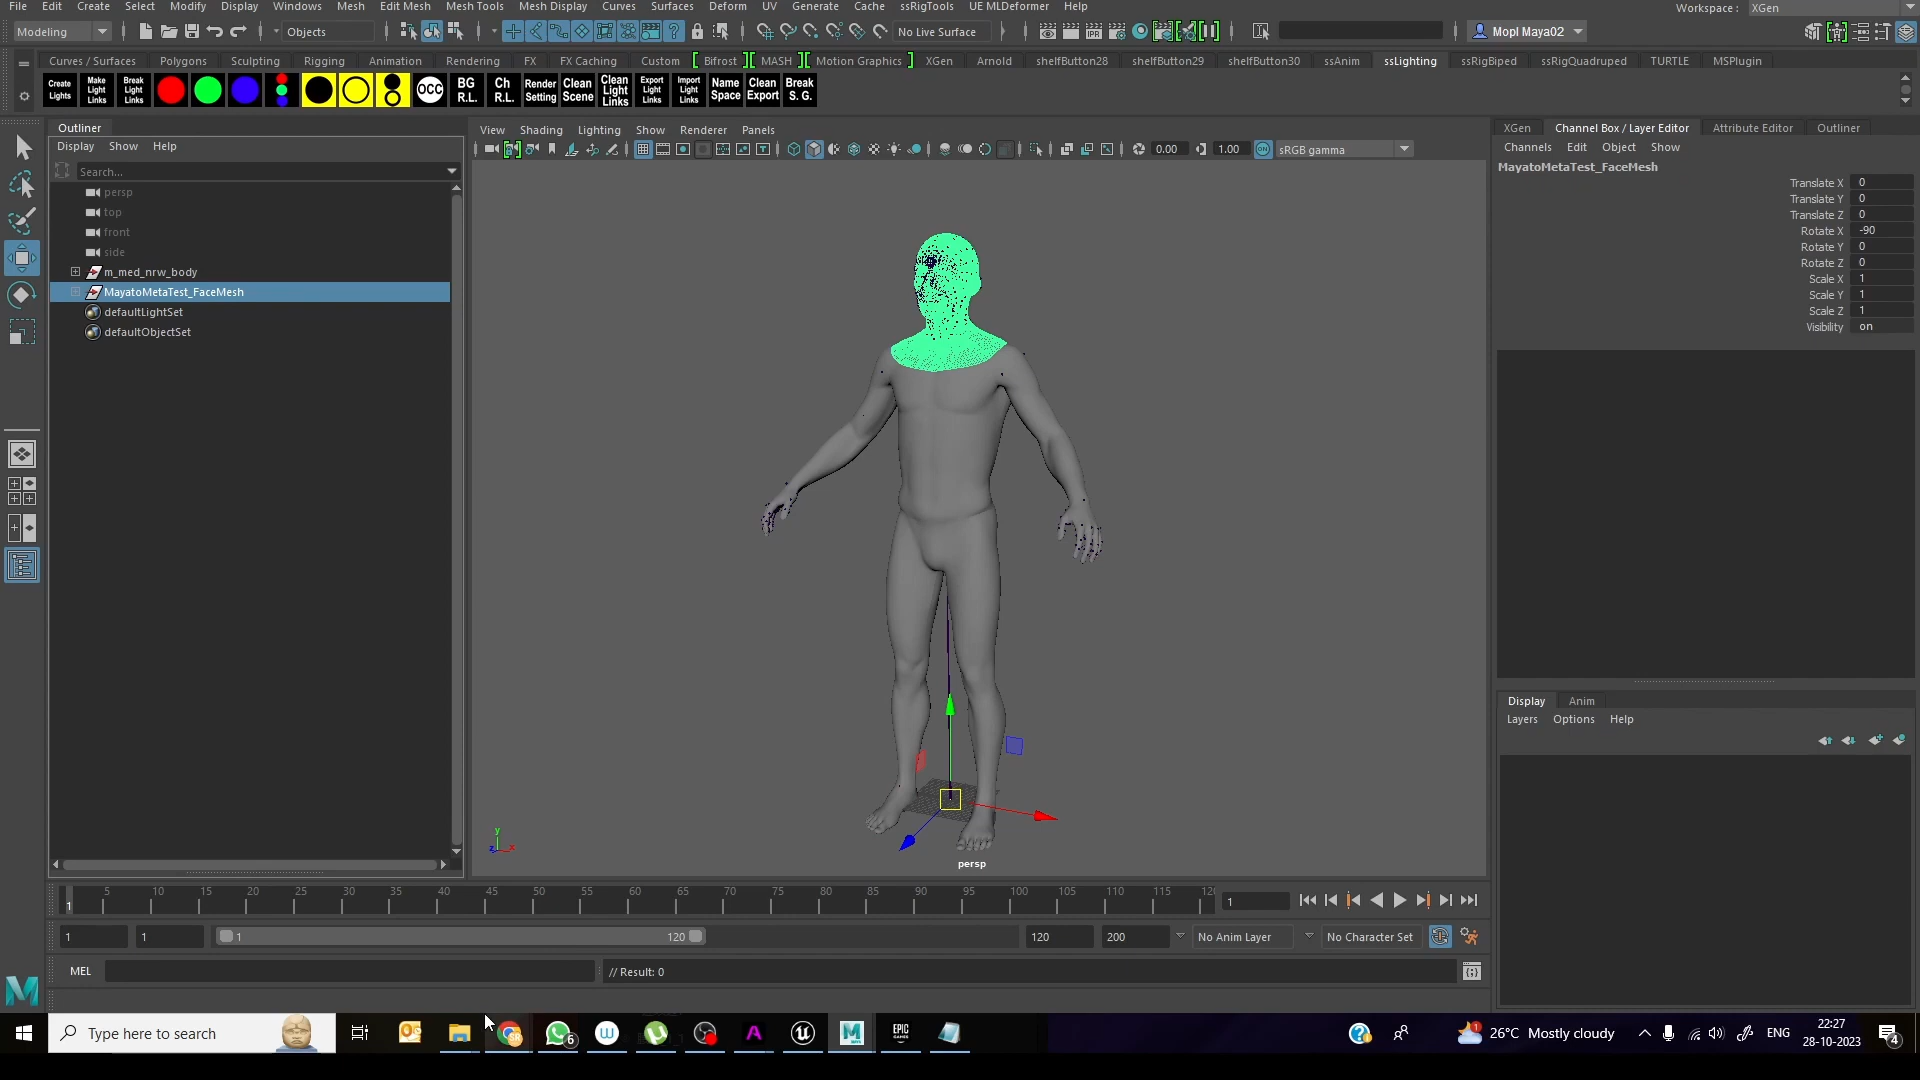 File Edit Create Select Modify Display Windows Mesh Edit Mesh Mesh Tools Mesh Display Curves Surfaces Deform UV Generate Cache ssRigTools UE MLDeformer Help Workspace : XGen
Modeling Objects No Live Surface Mopl Maya02
Curves / Surfaces Polygons Sculpting Rigging Animation Rendering FX FX Caching Custom Bifrost MASH Motion Graphics XGen Arnold shelfButton28 shelfButton29 shelfButton30 ssAnim ssLighting ssRigBiped ssRigQuadruped TURTLE MSPlugin
Create Lights
Make Light Links
Break Light Links
OCC
BG R.L.
Ch R.L.
Render Setting
Clean Scene
Clean Light Links
Export Light Links
Import Light Links
Name Space
Clean Export
Break S. G.
Outliner
Display Show Help
Search...
persp
top
front
side
m_med_nrw_body
MayatoMetaTest_FaceMesh
defaultLightSet
defaultObjectSet
View Shading Lighting Show Renderer Panels
0.00 1.00 ON sRGB gamma
y
z x
persp
XGen Channel Box / Layer Editor Attribute Editor Outliner
Channels Edit Object Show
MayatoMetaTest_FaceMesh
Translate X 0
Translate Y 0
Translate Z 0
Rotate X -90
Rotate Y 0
Rotate Z 0
Scale X 1
Scale Y 1
Scale Z 1
Visibility on
Display Anim
Layers Options Help
5 10 15 20 25 30 35 40 45 50 55 60 65 70 75 80 85 90 95 100 105 110 115
1 1
1 1 1 120 120 200 No Anim Layer No Character Set
MEL // Result: 0
Type here to search 6 26°C Mostly cloudy ENG 22:27
28-10-2023 4